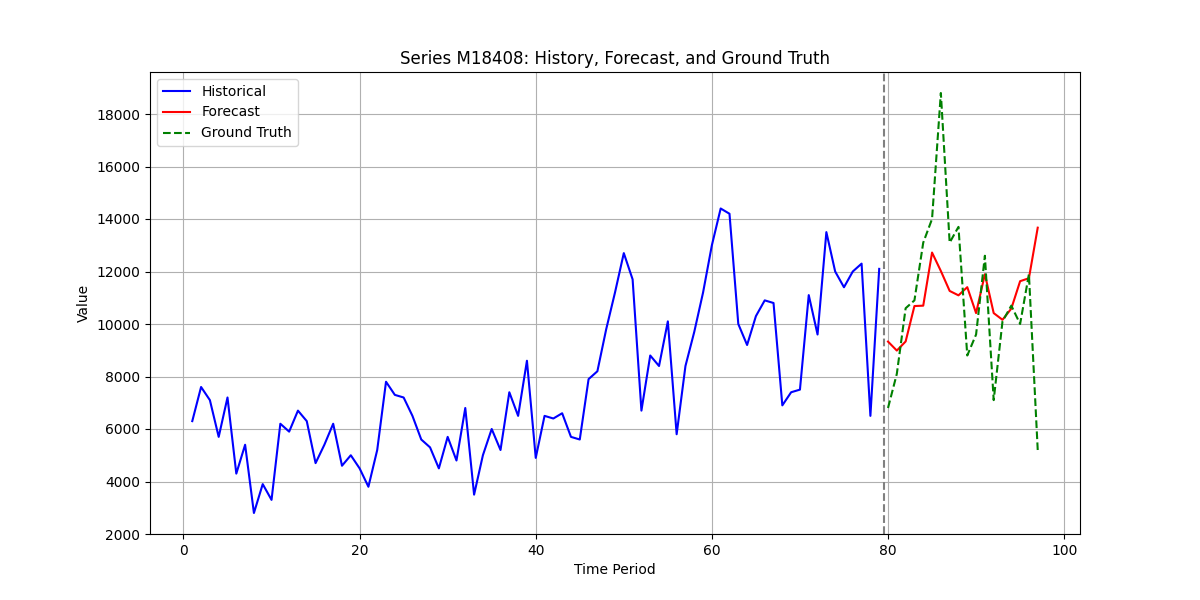 Series M18408: History, Forecast, and Ground Truth
Historical
Forecast
Ground Truth
Value
18000
16000
14000
12000
10000
8000
6000
4000
2000
0 20 40 60 80 100
Time Period